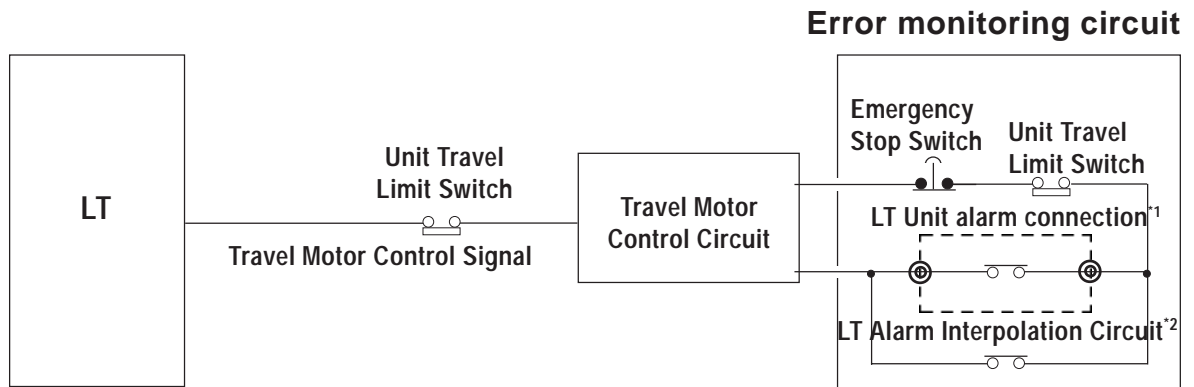 Error monitoring circuit
LT
Unit Travel
Limit Switch
Travel Motor Control Signal
Travel Motor
Control Circuit
Emergency
Stop Switch
Unit Travel
Limit Switch
LT Unit alarm connection*1
LT Alarm Interpolation Circuit*2